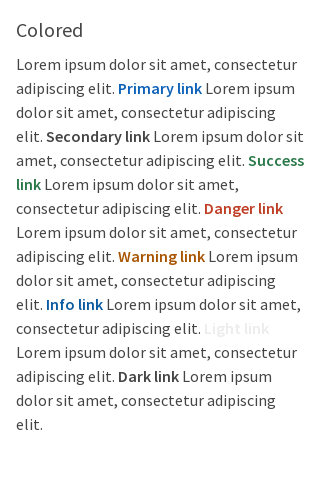 Colored
Lorem ipsum dolor sit amet, consectetur
adipiscing elit. Primary link Lorem ipsum
dolor sit amet, consectetur adipiscing
elit. Secondary link Lorem ipsum dolor sit
amet, consectetur adipiscing elit. Success
link Lorem ipsum dolor sit amet,
consectetur adipiscing elit. Danger link
Lorem ipsum dolor sit amet, consectetur
adipiscing elit. Warning link Lorem ipsum
dolor sit amet, consectetur adipiscing
elit. Info link Lorem ipsum dolor sit amet,
consectetur adipiscing elit. Light link
Lorem ipsum dolor sit amet, consectetur
adipiscing elit. Dark link Lorem ipsum
dolor sit amet, consectetur adipiscing
elit.